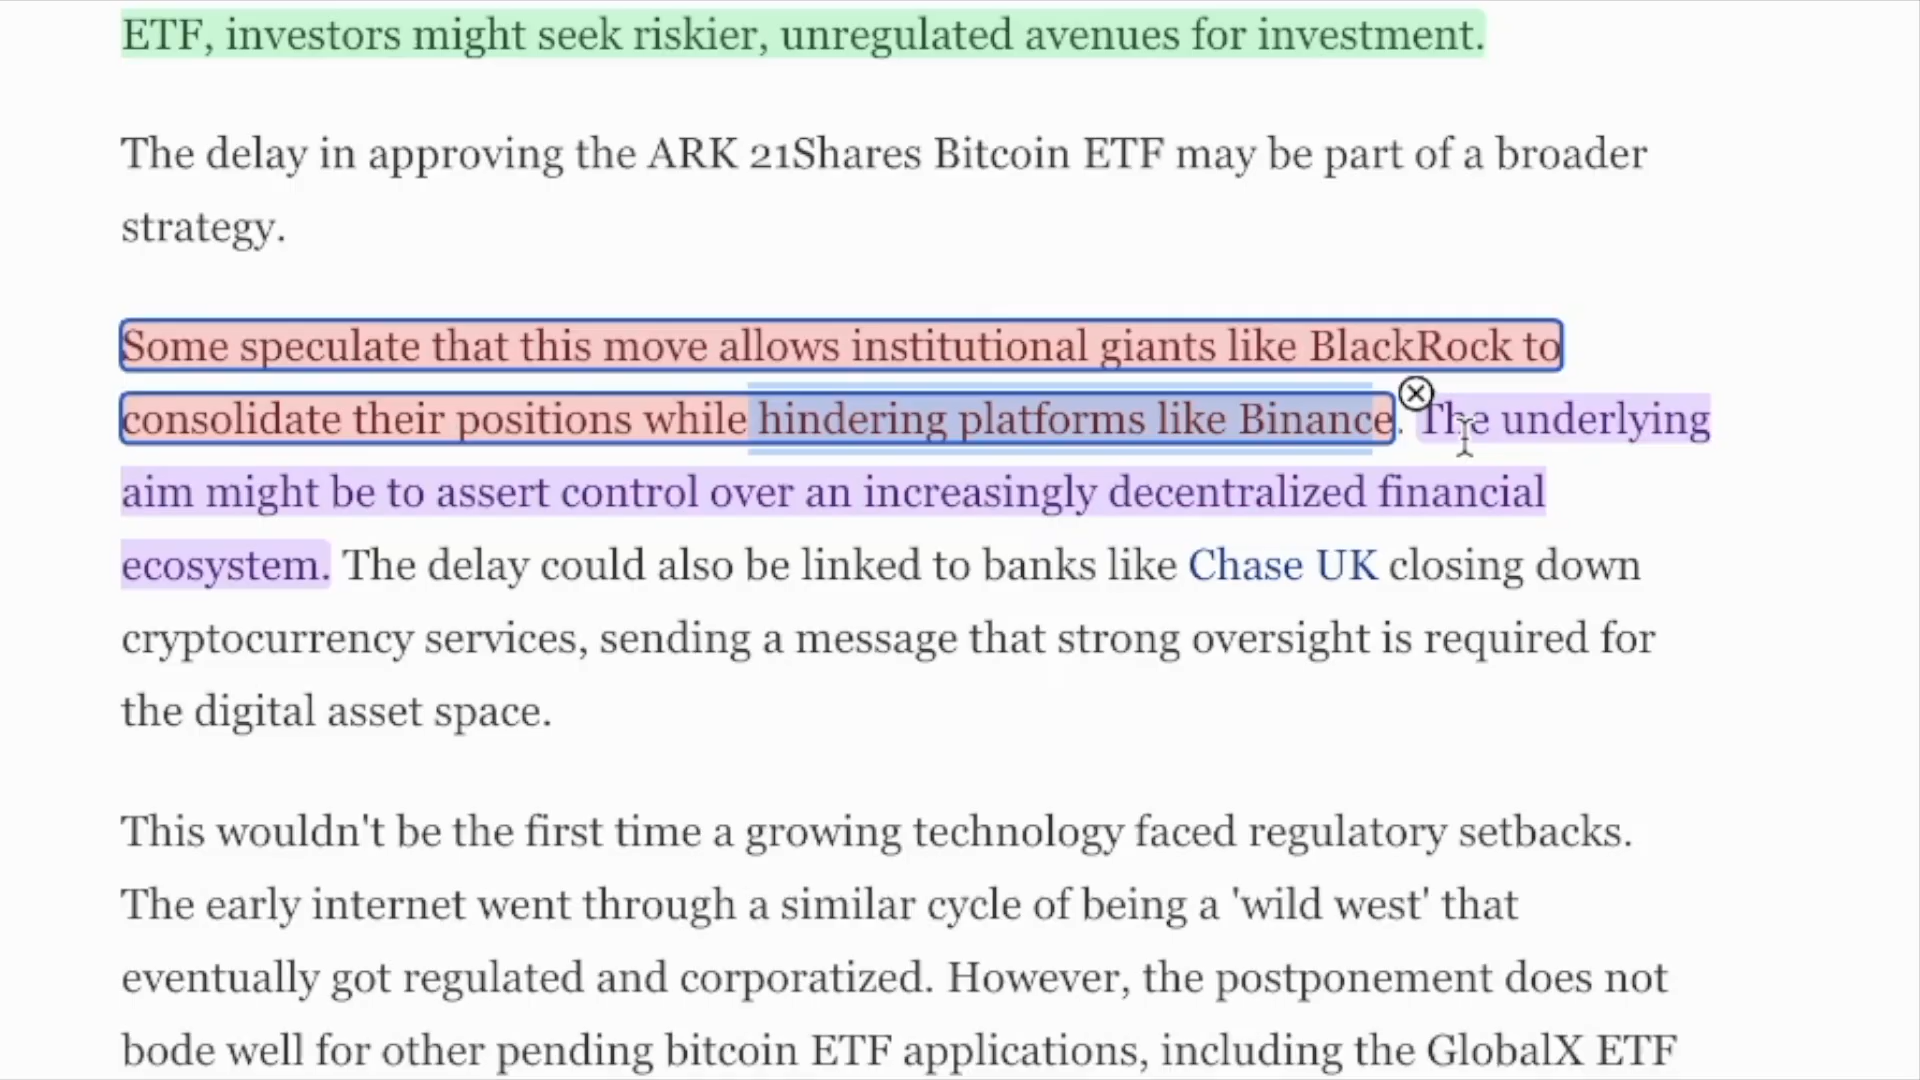 ETF, investors might seek riskier, unregulated avenues for investment.
The delay in approving the ARK 21Shares Bitcoin ETF may be part of a broader
strategy.
Some speculate that this move allows institutional giants like BlackRock to
consolidate their positions while hindering platforms like Binance. The underlying
aim might be to assert control over an increasingly decentralized financial
ecosystem. The delay could also be linked to banks like Chase UK closing down
cryptocurrency services, sending a message that strong oversight is required for
the digital asset space.
This wouldn't be the first time a growing technology faced regulatory setbacks.
The early internet went through a similar cycle of being a 'wild west' that
eventually got regulated and corporatized. However, the postponement does not
bode well for other pending bitcoin ETF applications, including the GlobalX ETF